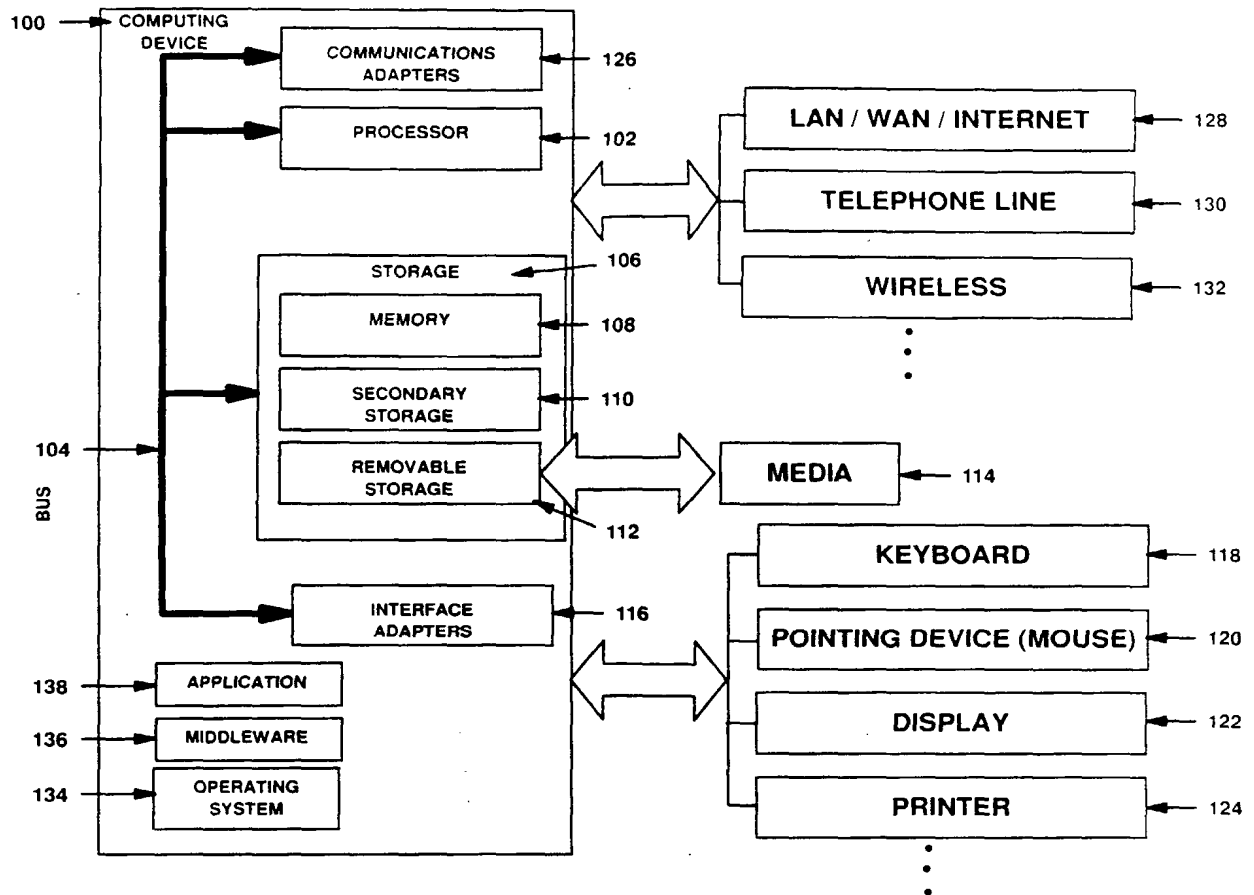 100
COMPUTING
DEVICE
COMMUNICATIONS
ADAPTERS
126
PROCESSOR
102
STORAGE
106
MEMORY
108
SECONDARY
STORAGE
110
REMOVABLE
STORAGE
112
104
BUS
INTERFACE
ADAPTERS
116
138
APPLICATION
136
MIDDLEWARE
134
OPERATING
SYSTEM
LAN / WAN / INTERNET
128
TELEPHONE LINE
130
WIRELESS
132
MEDIA
114
KEYBOARD
118
POINTING DEVICE (MOUSE)
120
DISPLAY
122
PRINTER
124